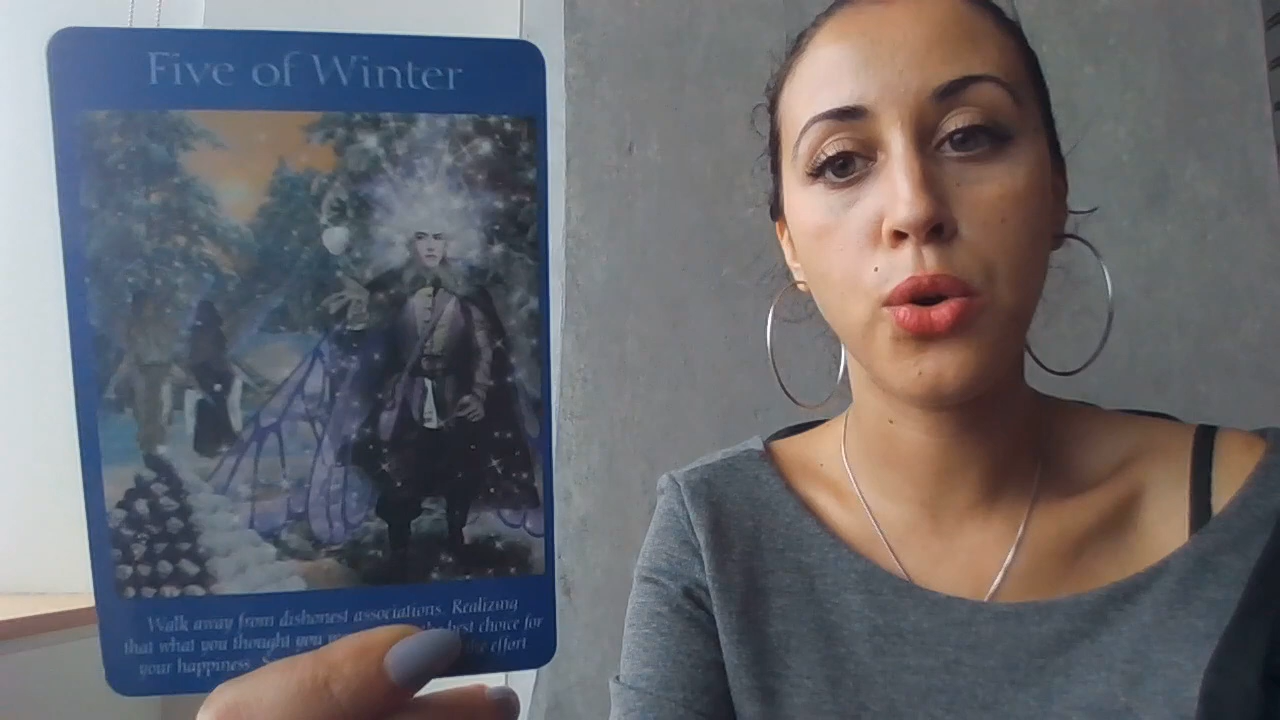 Five of Winter
Walk away from dishonest associations. Realizing
that what you thought you the best choice for
your happiness. the effort